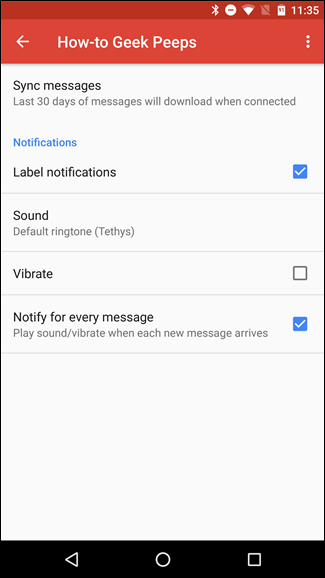 11:35
How-to Geek Peeps
Sync messages
Last 30 days of messages will download when connected
Notifications
Label notifications
Sound
Default ringtone (Tethys)
Vibrate
Notify for every message
Play sound/vibrate when each new message arrives